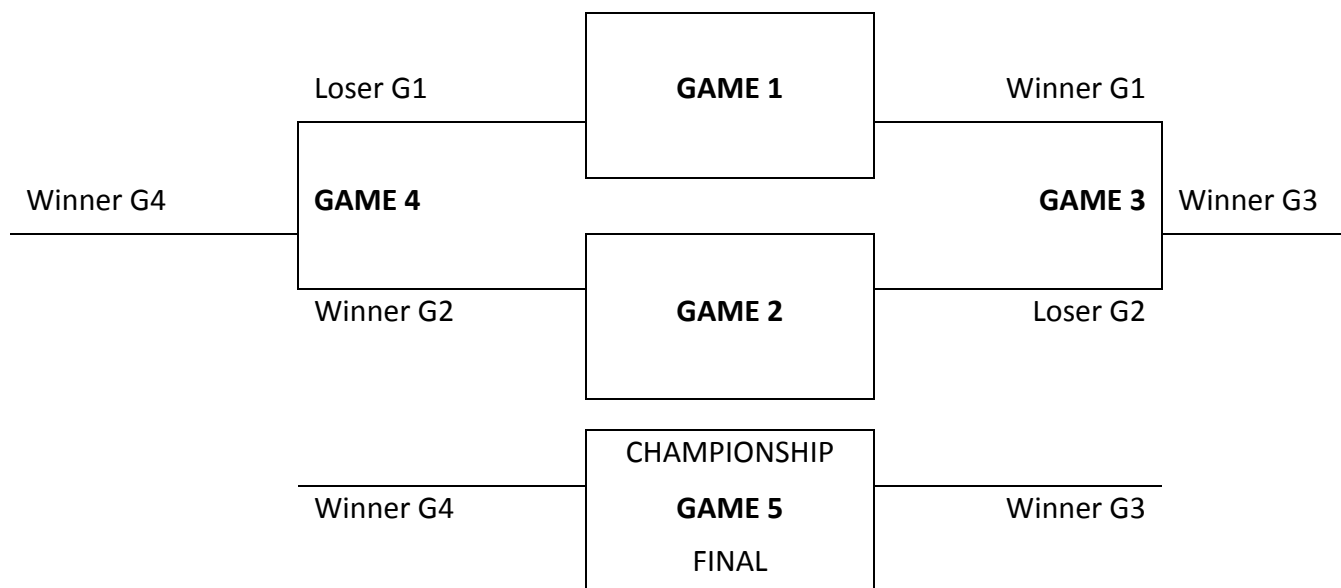 Loser G1
GAME 1
Winner G1
Winner G4
GAME 4
GAME 3
Winner G3
Winner G2
GAME 2
Loser G2
CHAMPIONSHIP
Winner G4
GAME 5
Winner G3
FINAL